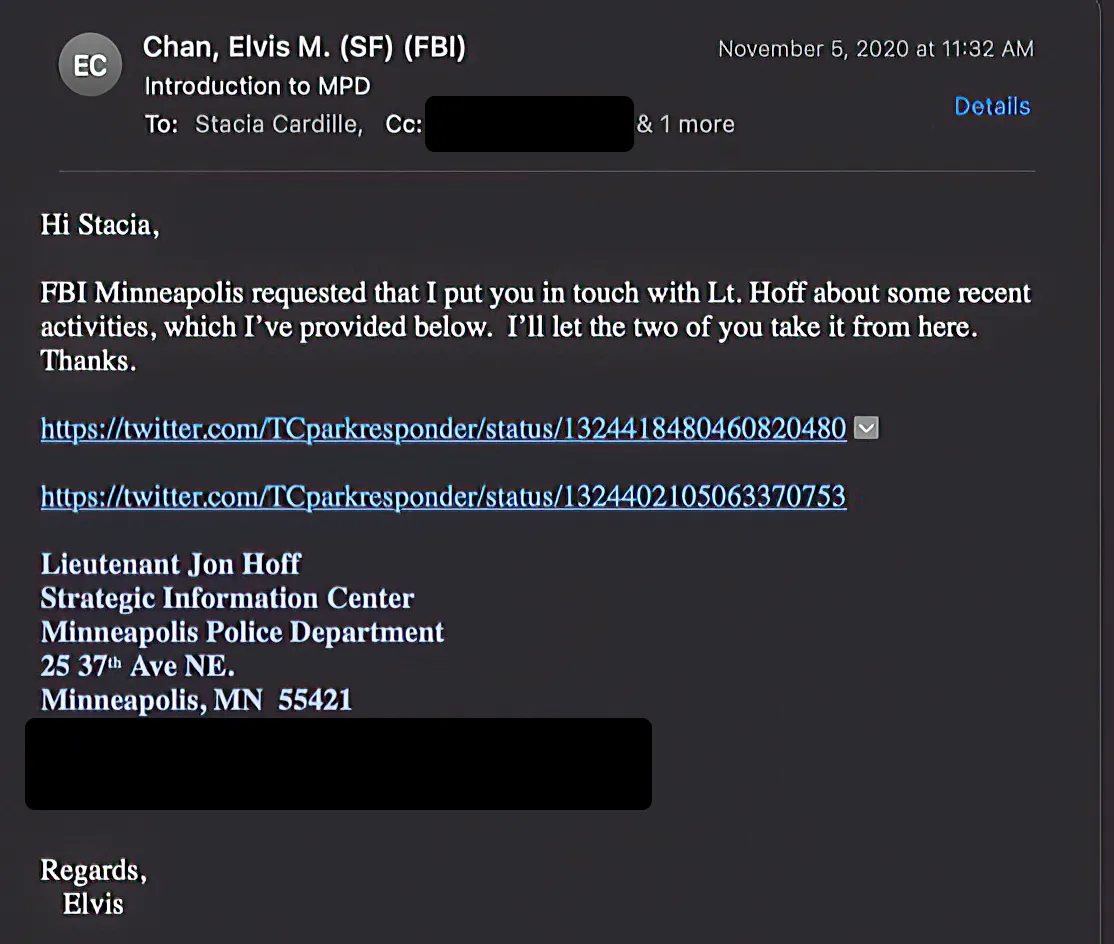 EC
Chan, Elvis M. (SF) (FBI)
November 5, 2020 at 11:32 AM
Introduction to MPD
Details
To: Stacia Cardille, Cc: & 1 more
Hi Stacia,
FBI Minneapolis requested that I put you in touch with Lt. Hoff about some recent
activities, which I’ve provided below.  I’ll let the two of you take it from here.
Thanks.
https://twitter.com/TCparkresponder/status/1324418480460820480
https://twitter.com/TCparkresponder/status/1324402105063370753
Lieutenant Jon Hoff
Strategic Information Center
Minneapolis Police Department
25 37th Ave NE.
Minneapolis, MN  55421
Regards,
Elvis